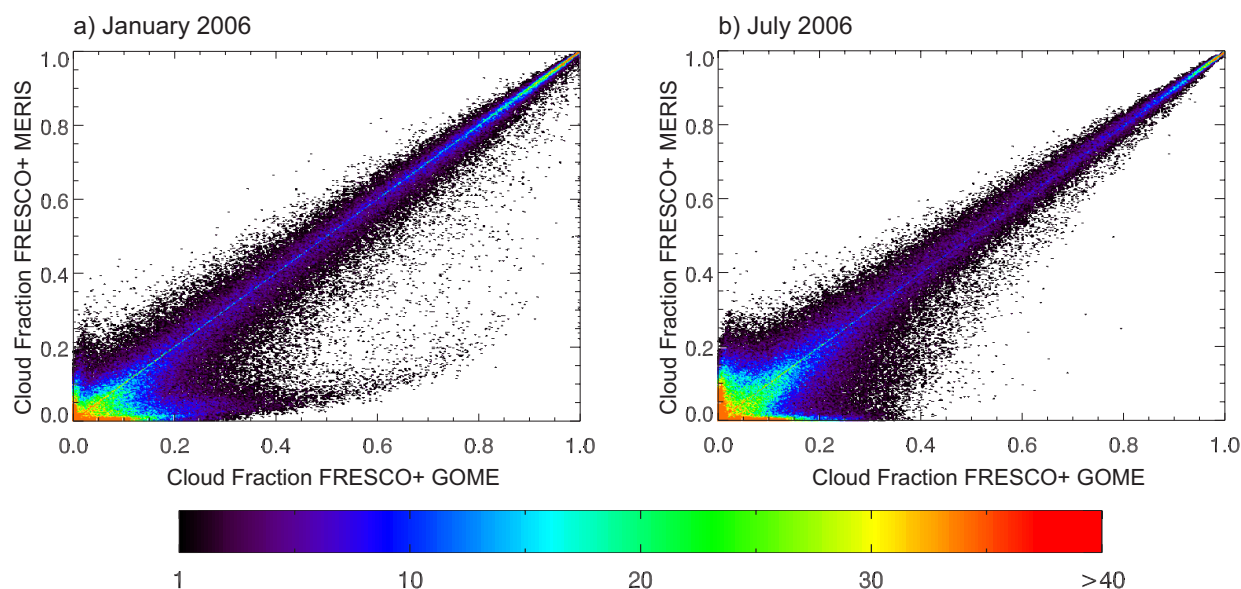 a) January 2006
1.0
0.8
0.6
0.4
0.2
0.0
Cloud Fraction FRESCO+ MERIS
0.0 0.2 0.4 0.6 0.8 1.0
Cloud Fraction FRESCO+ GOME
b) July 2006
1.0
0.8
0.6
0.4
0.2
0.0
Cloud Fraction FRESCO+ MERIS
0.0 0.2 0.4 0.6 0.8 1.0
Cloud Fraction FRESCO+ GOME
1 10 20 30 >40